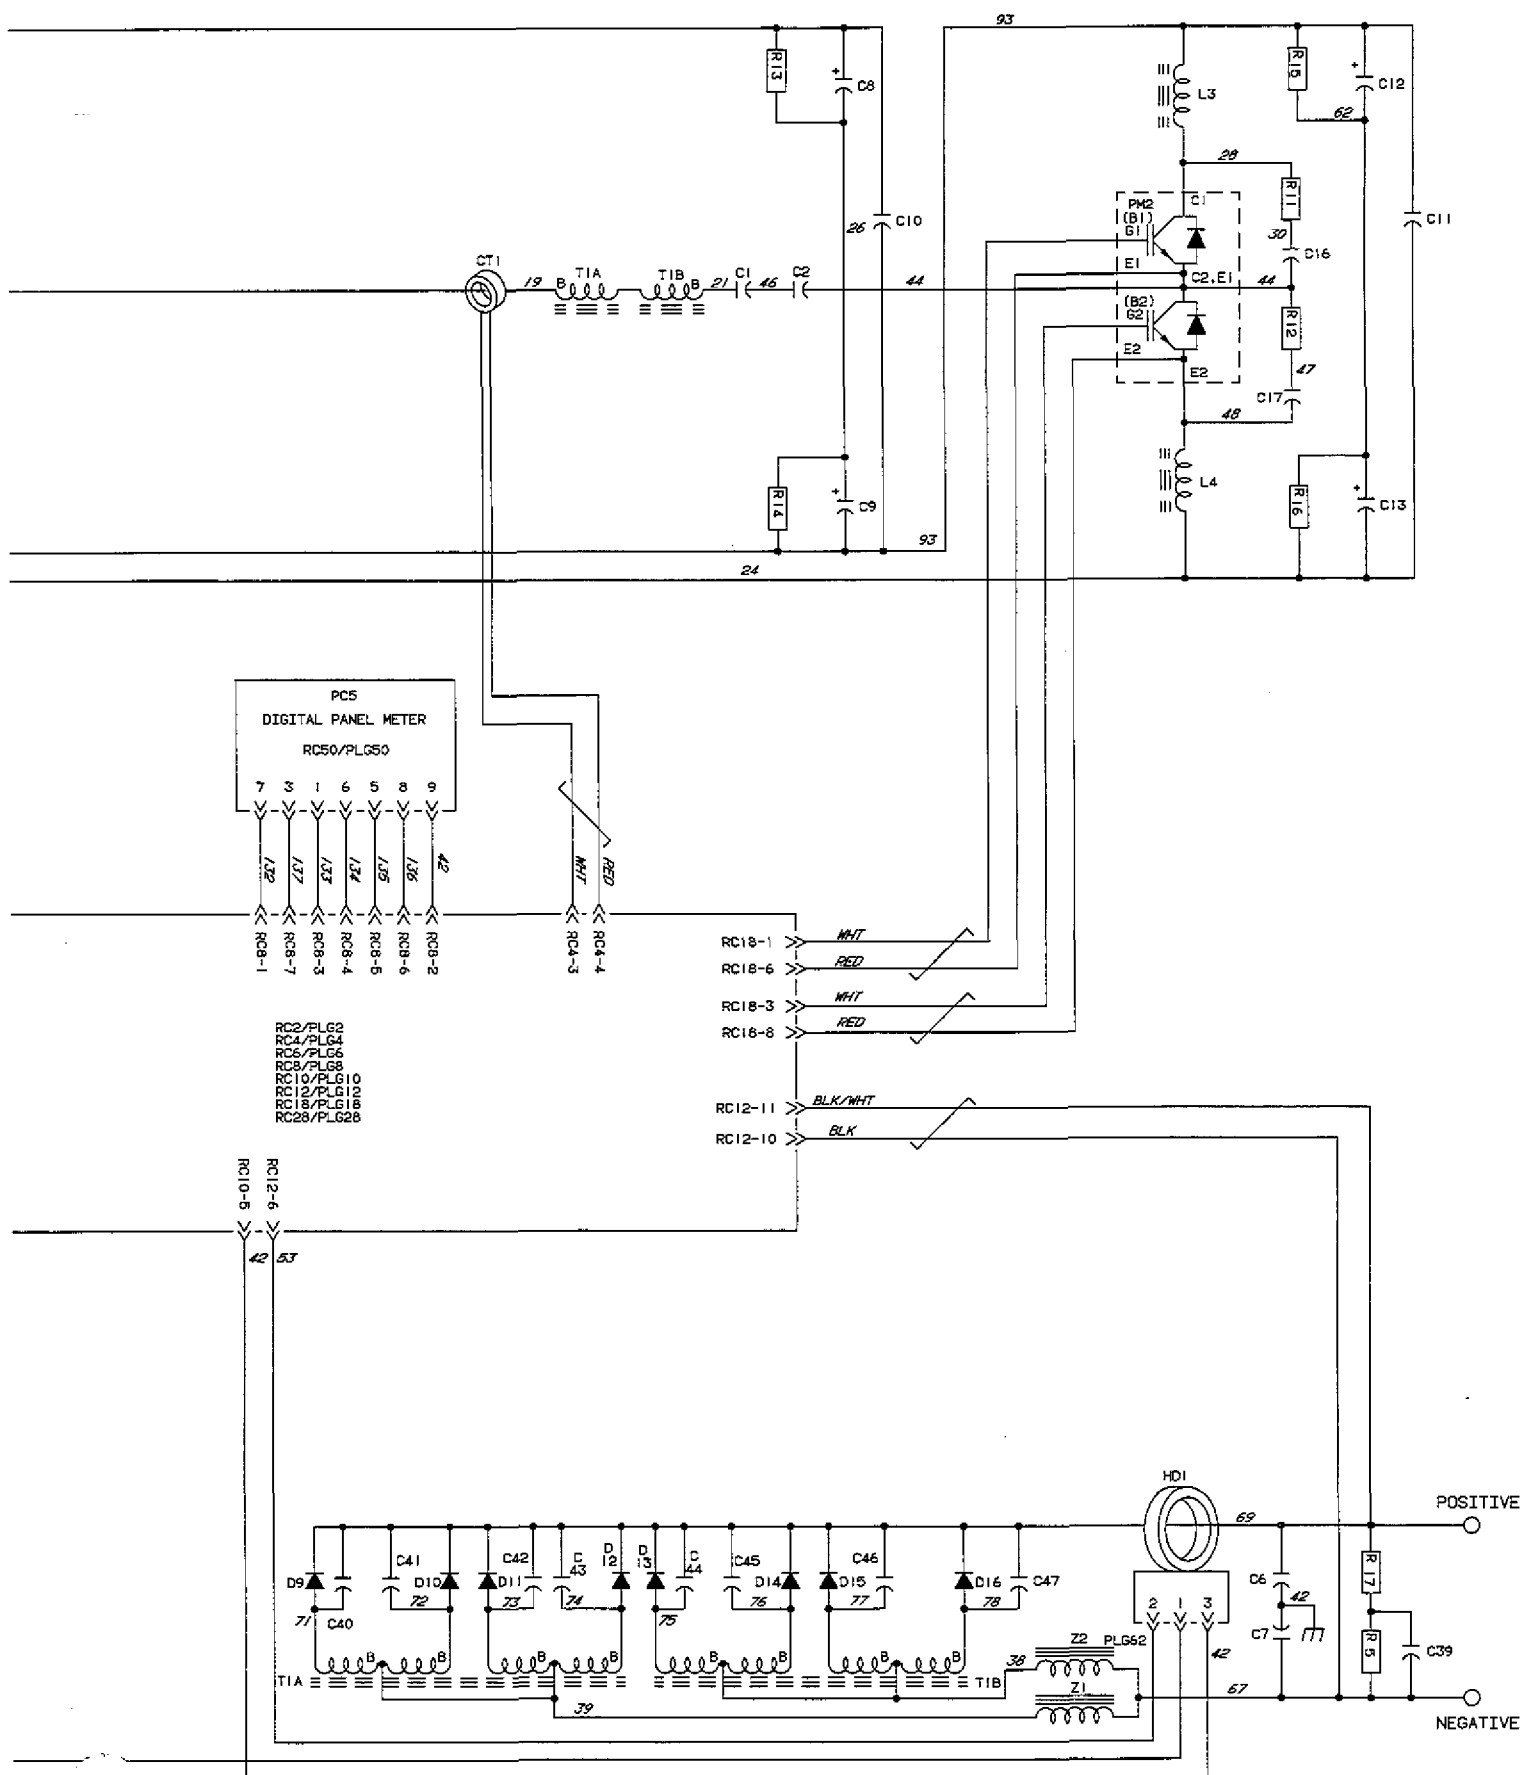 93
R13
C8
R15
C12
L3
62
28
R11
PM2
C1
(B1)
G1
26
C10
30
C16
C11
E1
CT1
19
B
T1A
T1B
B
21
C1
46
C2
44
C2,E1
44
(B2)
G2
R12
E2
E2
47
C17
48
L4
R14
C9
R16
C13
93
24
PC5
DIGITAL PANEL METER
RC50/PLG50
7 3 1 6 5 8 9
132 137 133 134 135 136 42
WHT RED
RC8-1 RC8-7 RC8-3 RC8-4 RC8-5 RC8-6 RC8-2
RC4-3 RC4-4
RC18-1 WHT
RC18-6 RED
RC18-3 WHT
RC18-8 RED
RC2/PLG2
RC4/PLG4
RC6/PLG6
RC8/PLG8
RC10/PLG10
RC12/PLG12
RC18/PLG18
RC28/PLG28
RC12-11 BLK/WHT
RC12-10 BLK
RC10-5 RC12-6
42 53
HD1
POSITIVE
69
D9
C41
D10
D11
C42
C43
D12
D13
C44
C45
D14
D15
C46
D16
C47
C6
R17
71
C40
72
73
74
75
76
77
78
2 1 3
42
C7
R5
C39
B B B B B B
T1A
T1B
38
Z2
PLG62
42
Z1
67
39
NEGATIVE